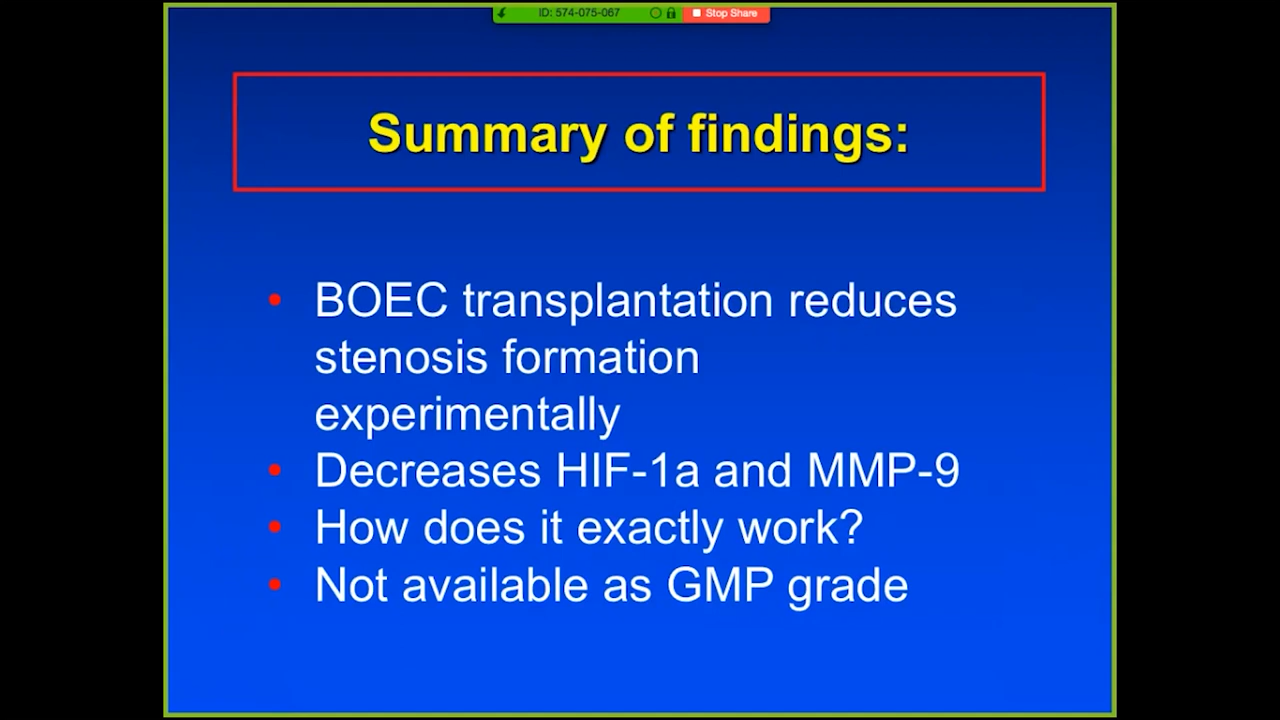 ID: 574-075-067
Stop Share
Summary of findings:
• BOEC transplantation reduces
stenosis formation
experimentally
• Decreases HIF-1a and MMP-9
• How does it exactly work?
• Not available as GMP grade